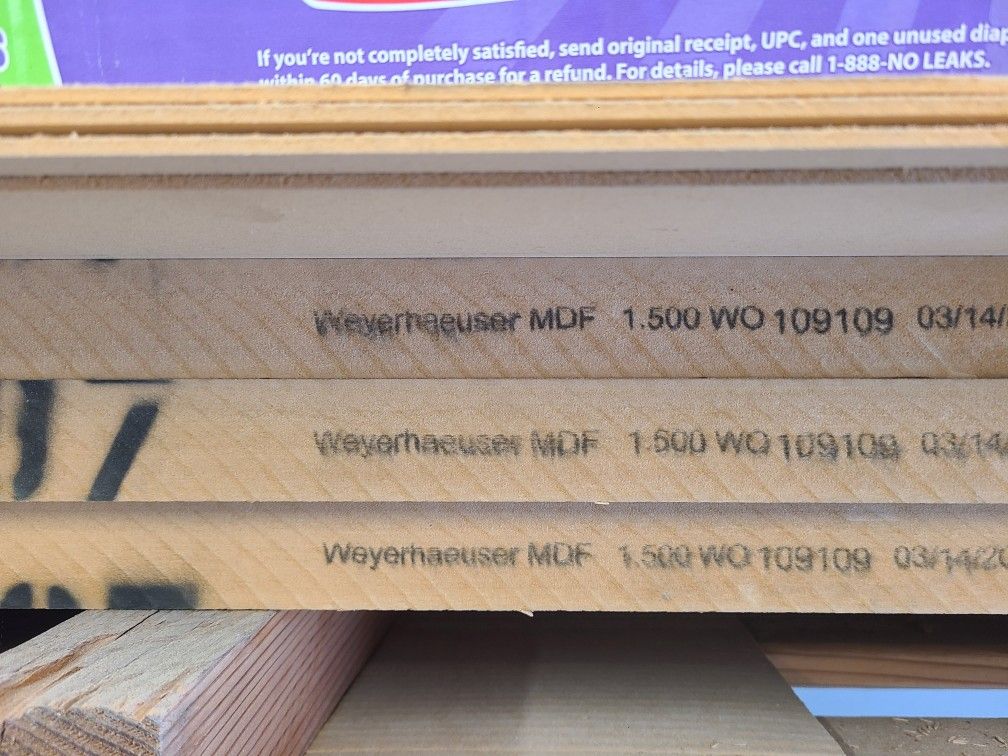 If you're not completely satisfied, send original receipt, UPC, and one unused diap
within 60 days of purchase for a refund. For details, please call 1-888-NO LEAKS.
Weyerhaeuser MDF 1.500 WO 109109 03/14/
Weyerhaeuser MDF 1.500 WO 109109 03/14
Weyerhaeuser MDF 1.500 WO 109109 03/14/20